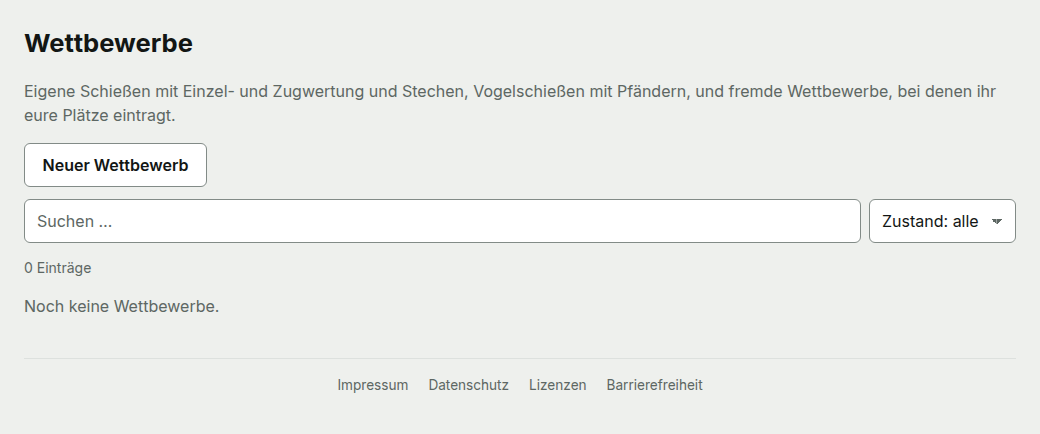 Wettbewerbe
Eigene Schießen mit Einzel- und Zugwertung und Stechen, Vogelschießen mit Pfändern, und fremde Wettbewerbe, bei denen ihr
eure Plätze eintragt.
Neuer Wettbewerb
Suchen ...
Zustand: alle
0 Einträge
Noch keine Wettbewerbe.
Impressum Datenschutz Lizenzen Barrierefreiheit